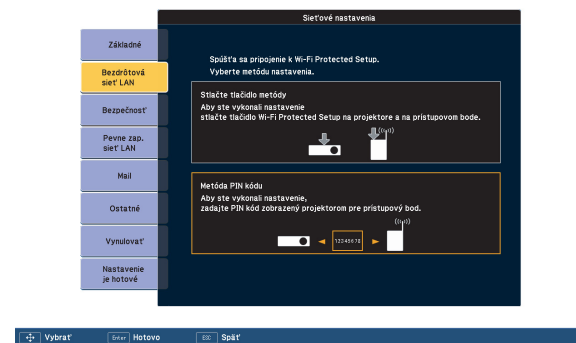 Sieťové nastavenia
Základné
Bezdrôtová
sieť LAN
Bezpečnosť
Pevne zap.
sieť LAN
Mail
Ostatné
Vynulovať
Nastavenie
je hotové
Spúšťa sa pripojenie k Wi-Fi Protected Setup.
Vyberte metódu nastavenia.
Stlačte tlačidlo metódy
Aby ste vykonali nastavenie
stlačte tlačidlo Wi-Fi Protected Setup na projektore a na prístupovom bode.
Metóda PIN kódu
Aby ste vykonali nastavenie,
zadajte PIN kód zobrazený projektorom pre prístupový bod.
12345678
Vybrať Enter Hotovo ESC Späť